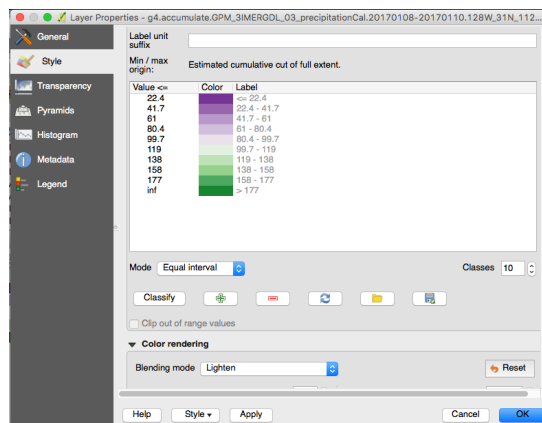 Layer Properties - g4.accumulate.GPM_3IMERGDL_03_precipitationCal.20170108-20170110.128W_31N_112...
General
Style
Transparency
Pyramids
Histogram
Metadata
Legend
Label unit
suffix
Min / max
origin:
Estimated cumulative cut of full extent.
Value <= Color Label
22.4 <= 22.4
41.7 22.4 - 41.7
61 41.7 - 61
80.4 61 - 80.4
99.7 80.4 - 99.7
119 99.7 - 119
138 119 - 138
158 138 - 158
177 158 - 177
inf > 177
Mode Equal interval Classes 10
Classify
Clip out of range values
Color rendering
Blending mode Lighten Reset
Help Style Apply Cancel OK